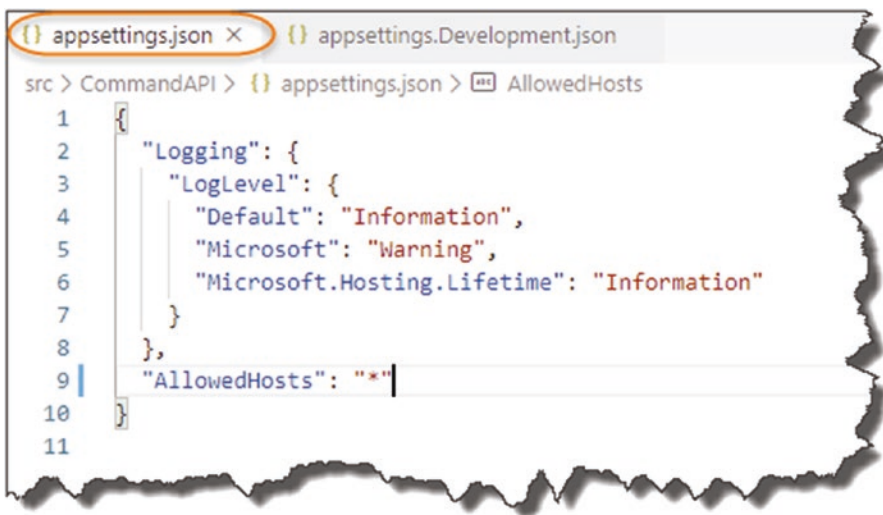 {} appsettings.json × {} appsettings.Development.json
src > CommandAPI > {} appsettings.json > abc AllowedHosts
1 {
2 "Logging": {
3 "LogLevel": {
4 "Default": "Information",
5 "Microsoft": "Warning",
6 "Microsoft.Hosting.Lifetime": "Information"
7 }
8 },
9 "AllowedHosts": "*"
10 }
11